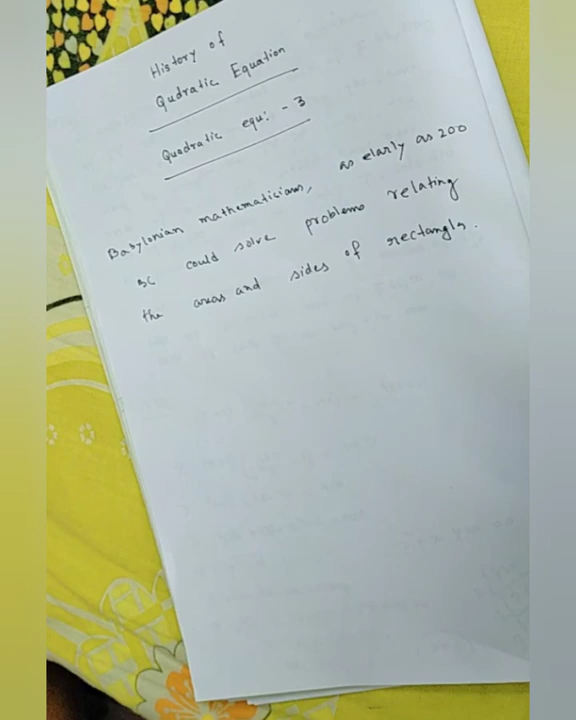 History of
Qudratic Equation
Quadratic equ: - 3
Babylonian mathematicians, as elarly as 200
BC could solve problems relating
the areas and sides of rectangls.